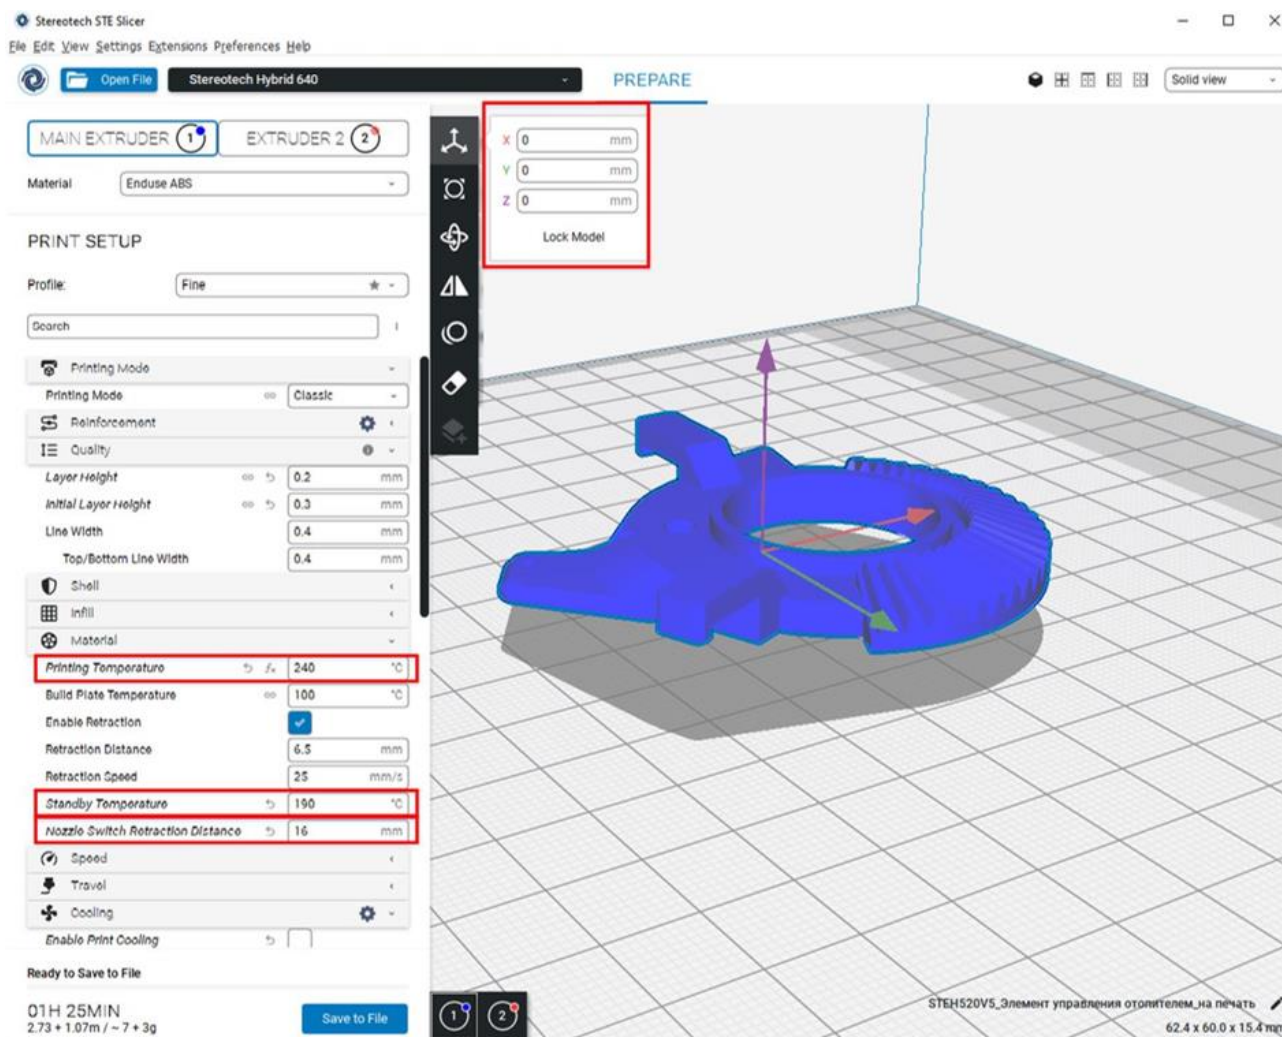 Stereotech STE Slicer
File Edit View Settings Extensions Preferences Help
Open File
Stereotech Hybrid 640
PREPARE
Solid view
MAIN EXTRUDER 1
EXTRUDER 2 2
Material Enduse ABS
X 0 mm
Y 0 mm
Z 0 mm
Lock Model
PRINT SETUP
Profile: Fine
Search
Printing Mode
Printing Mode Classic
Reinforcement
Quality
Layer Height 0.2 mm
Initial Layer Height 0.3 mm
Line Width 0.4 mm
Top/Bottom Line Width 0.4 mm
Shell
Infill
Material
Printing Temperature 240 °C
Build Plate Temperature 100 °C
Enable Retraction
Retraction Distance 6.5 mm
Retraction Speed 25 mm/s
Standby Temperature 190 °C
Nozzle Switch Retraction Distance 16 mm
Speed
Travel
Cooling
Enable Print Cooling
Ready to Save to File
01H 25MIN
2.73 + 1.07m / ~ 7 + 3g
Save to File
1 2
STEH520V5_Элемент управления отопителем_на печать
62.4 x 60.0 x 15.4 mm